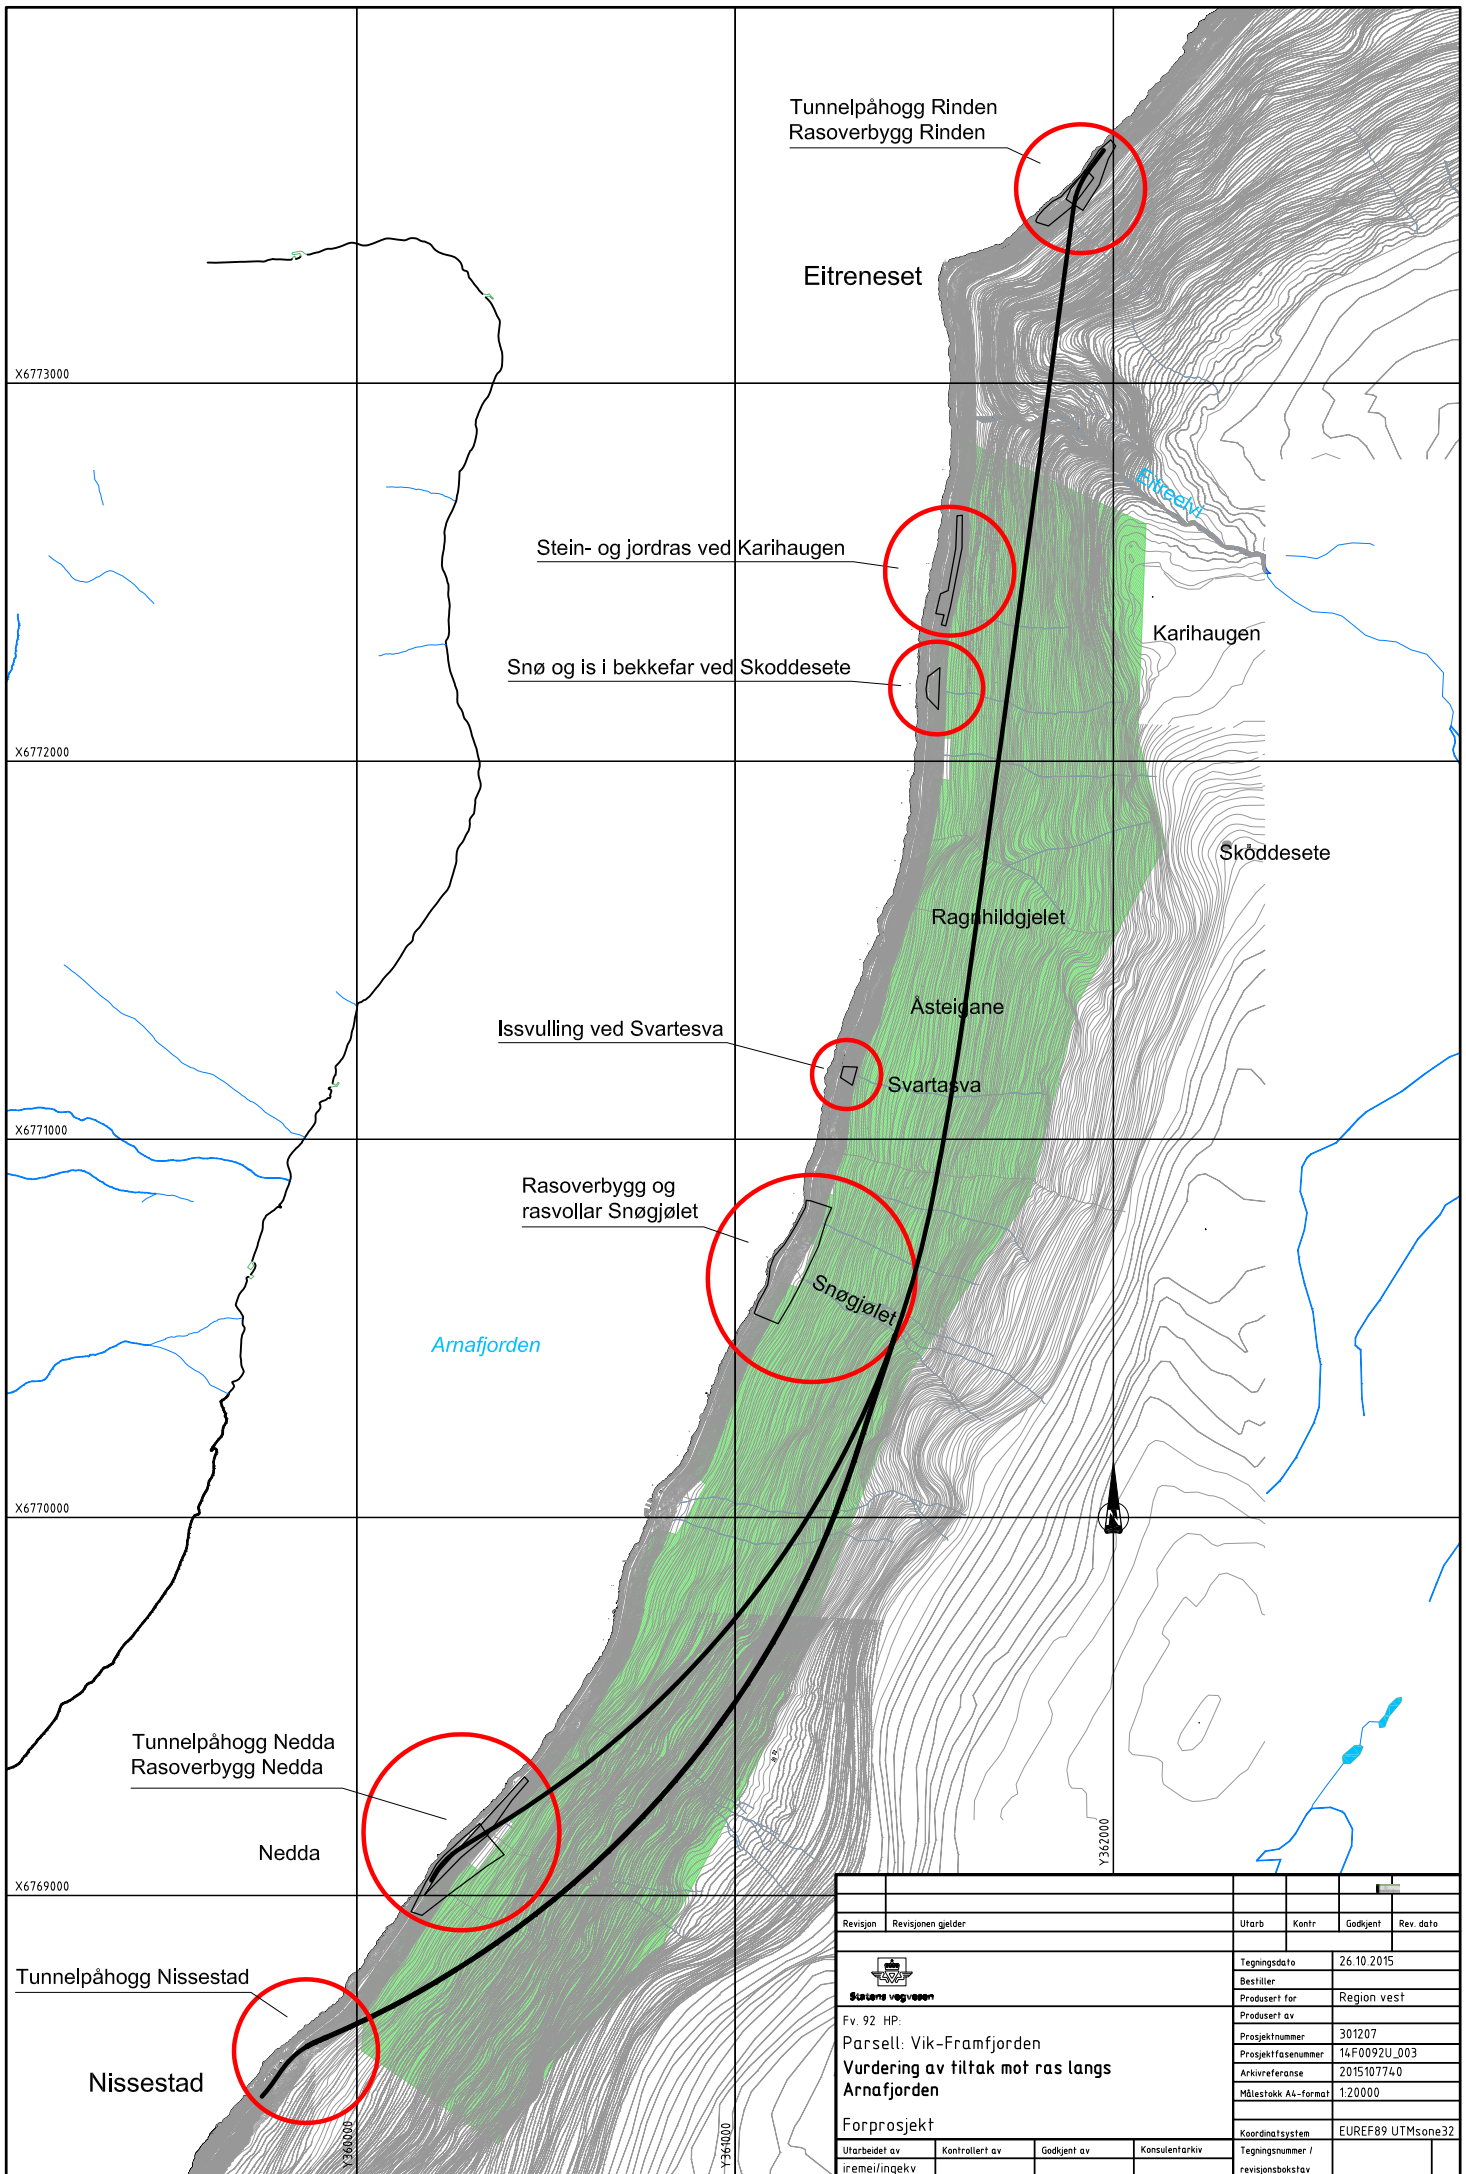 Tunnelpåhogg Rinden
Rasoverbygg Rinden
Eitreneset
X6773000
Eitreelvi
Stein- og jordras ved Karihaugen
Karihaugen
Snø og is i bekkefar ved Skoddesete
X6772000
Skoddesete
Ragnhildgjelet
Åsteigane
Issvulling ved Svartesva
Svartasva
X6771000
Rasoverbygg og
rasvollar Snøgjølet
Snøgjølet
Arnafjorden
X6770000
Tunnelpåhogg Nedda
Rasoverbygg Nedda
Nedda
Y362000
X6769000
Tunnelpåhogg Nissestad
Nissestad
Y360000
Y361000
Revisjon Revisjonen gjelder Utarb Kontr Godkjent Rev. dato
Statens vegvesen
Tegningsdato 26.10.2015
Bestiller
Produsert for Region vest
Produsert av
Prosjektnummer 301207
Prosjektfasenummer 14F0092U_003
Arkivreferanse 2015107740
Målestokk A4-format 1:20000
Koordinatsystem EUREF89 UTMsone32
Fv. 92 HP:
Parsell: Vik-Framfjorden
Vurdering av tiltak mot ras langs
Arnafjorden
Forprosjekt
Utarbeidet av Kontrollert av Godkjent av Konsulentarkiv
iremei/ingekv
Tegningsnummer /
revisjonsbokstav